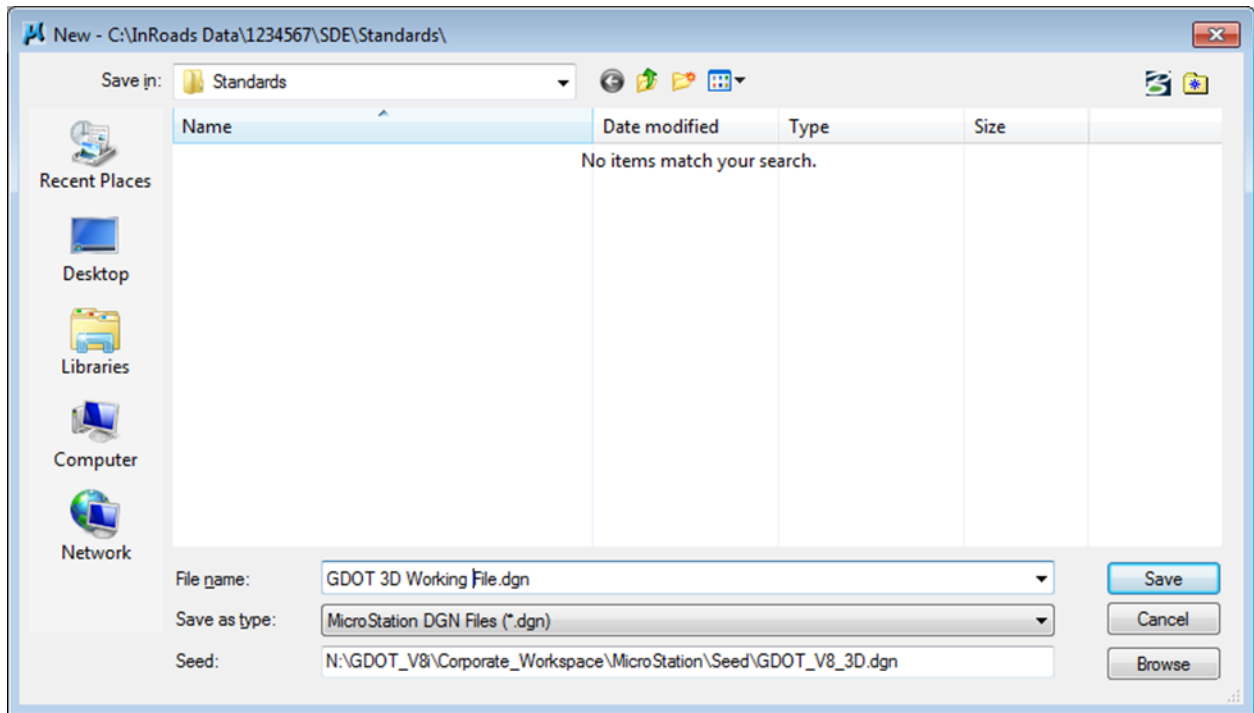 New - C:\InRoads Data\1234567\SDE\Standards\
Save in: Standards
Name Date modified Type Size
No items match your search.
Recent Places
Desktop
Libraries
Computer
Network
File name: GDOT 3D Working File.dgn Save
Save as type: MicroStation DGN Files (*.dgn) Cancel
Seed: N:\GDOT_V8i\Corporate_Workspace\MicroStation\Seed\GDOT_V8_3D.dgn Browse